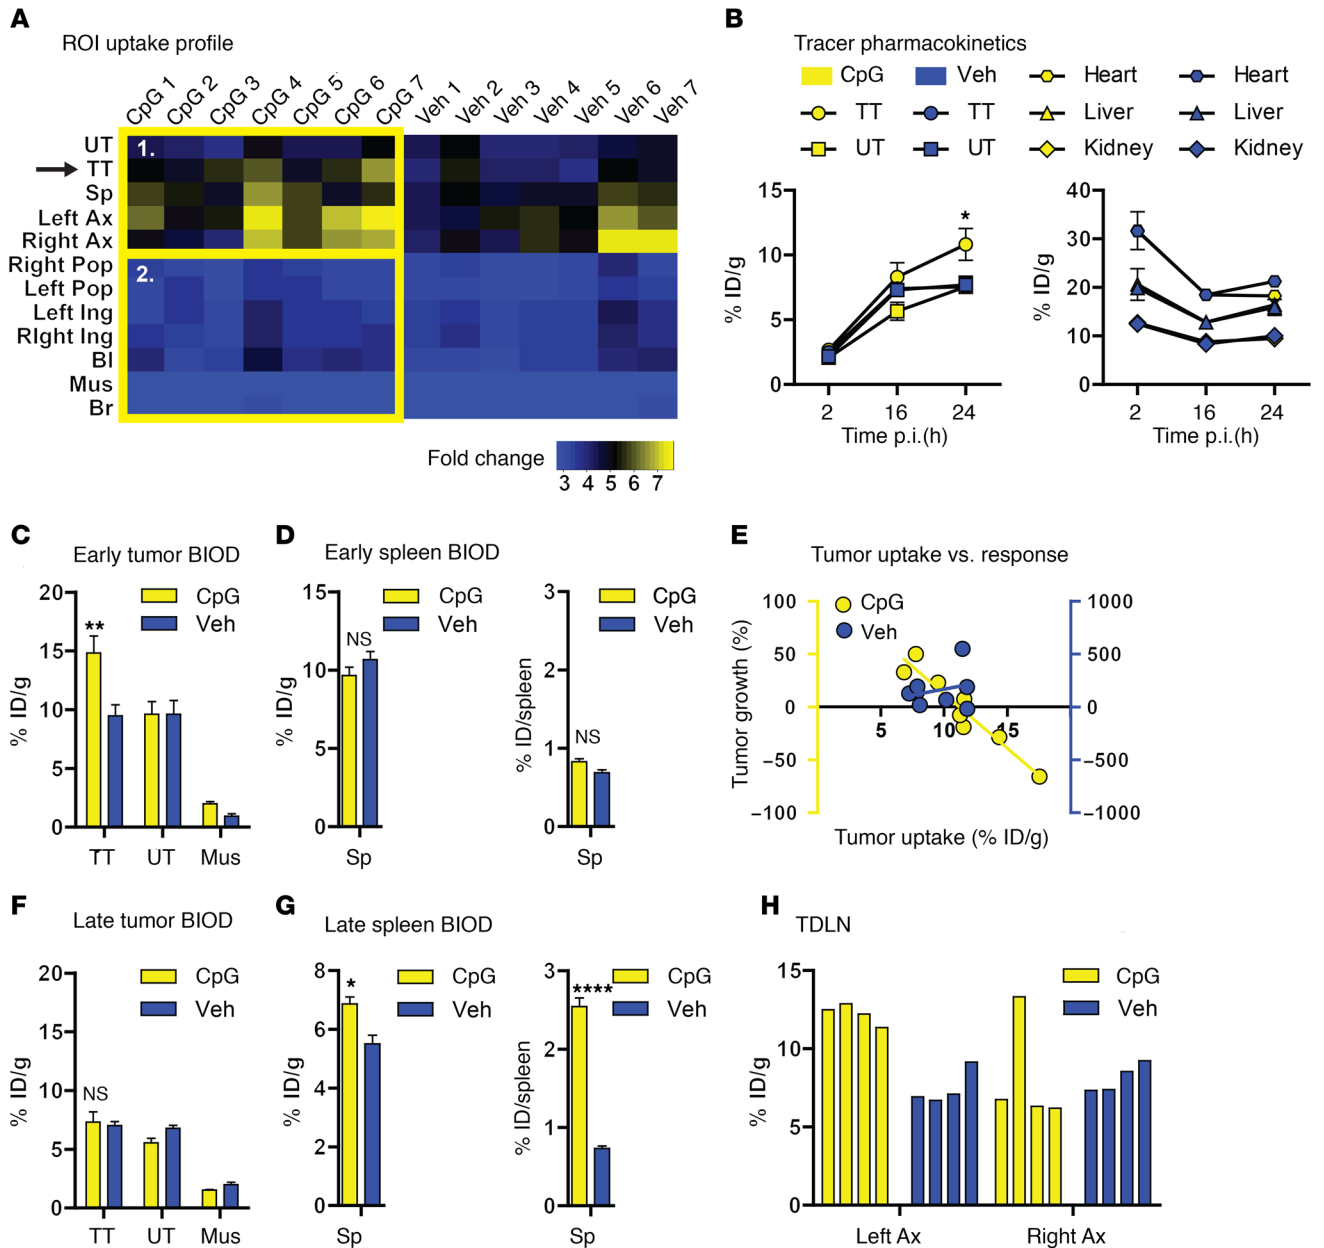 A
ROI uptake profile
CpG 1 CpG 2 CpG 3 CpG 4 CpG 5 CpG 6 CpG 7 Veh 1 Veh 2 Veh 3 Veh 4 Veh 5 Veh 6 Veh 7
1.
2.
UT
TT
Sp
Left Ax
Right Ax
Right Pop
Left Pop
Left Ing
RIght Ing
Bl
Mus
Br
Fold change
3 4 5 6 7
B
Tracer pharmacokinetics
CpG Veh Heart Heart
TT TT Liver Liver
UT UT Kidney Kidney
% ID/g
15
10
5
0
*
2 16 24
Time p.i.(h)
% ID/g
40
30
20
10
0
2 16 24
Time p.i.(h)
C
Early tumor BIOD
CpG
Veh
% ID/g
20
15
10
5
0
**
TT UT Mus
D
Early spleen BIOD
CpG
Veh
% ID/g
15
10
5
0
NS
Sp
CpG
Veh
% ID/spleen
3
2
1
0
NS
Sp
E
Tumor uptake vs. response
CpG
Veh
Tumor growth (%)
100
50
0
−50
−100
5 10 15
1000
500
0
−500
−1000
Tumor uptake (% ID/g)
F
Late tumor BIOD
CpG
Veh
% ID/g
20
15
10
5
0
NS
TT UT Mus
G
Late spleen BIOD
CpG
Veh
% ID/g
8
6
4
2
0
*
Sp
CpG
Veh
% ID/spleen
3
2
1
0
****
Sp
H
TDLN
CpG
Veh
% ID/g
15
10
5
0
Left Ax Right Ax